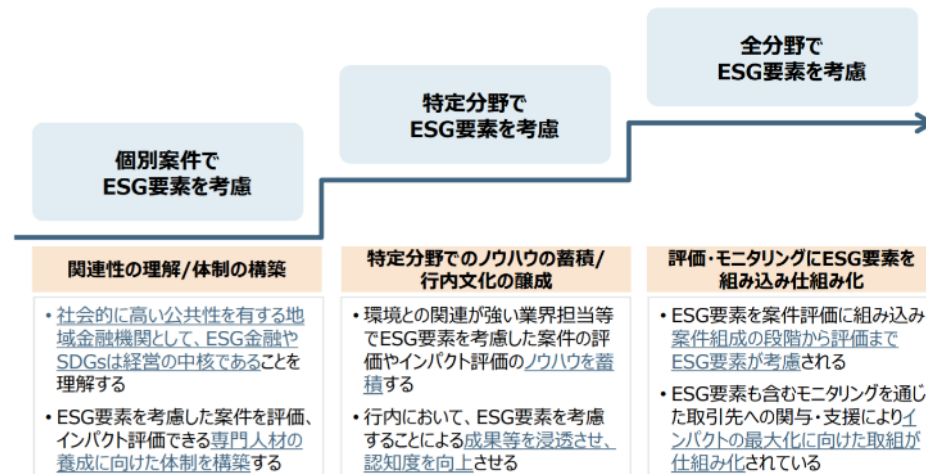 全分野で
ESG要素を考慮
特定分野で
ESG要素を考慮
個別案件で
ESG要素を考慮
関連性の理解/体制の構築
• 社会的に高い公共性を有する地
域金融機関として、ESG金融や
SDGsは経営の中核であることを
理解する
• ESG要素を考慮した案件を評価、
インパクト評価できる専門人材の
養成に向けた体制を構築する
特定分野でのノウハウの蓄積/
行内文化の醸成
• 環境との関連が強い業界担当等
でESG要素を考慮した案件の評
価やインパクト評価のノウハウを蓄
積する
• 行内において、ESG要素を考慮
することによる成果等を浸透させ、
認知度を向上させる
評価・モニタリングにESG要素を
組み込み仕組み化
• ESG要素を案件評価に組み込み
案件組成の段階から評価まで
ESG要素が考慮される
• ESG要素も含むモニタリングを通じ
た取引先への関与・支援によりイ
ンパクトの最大化に向けた取組が
仕組み化されている